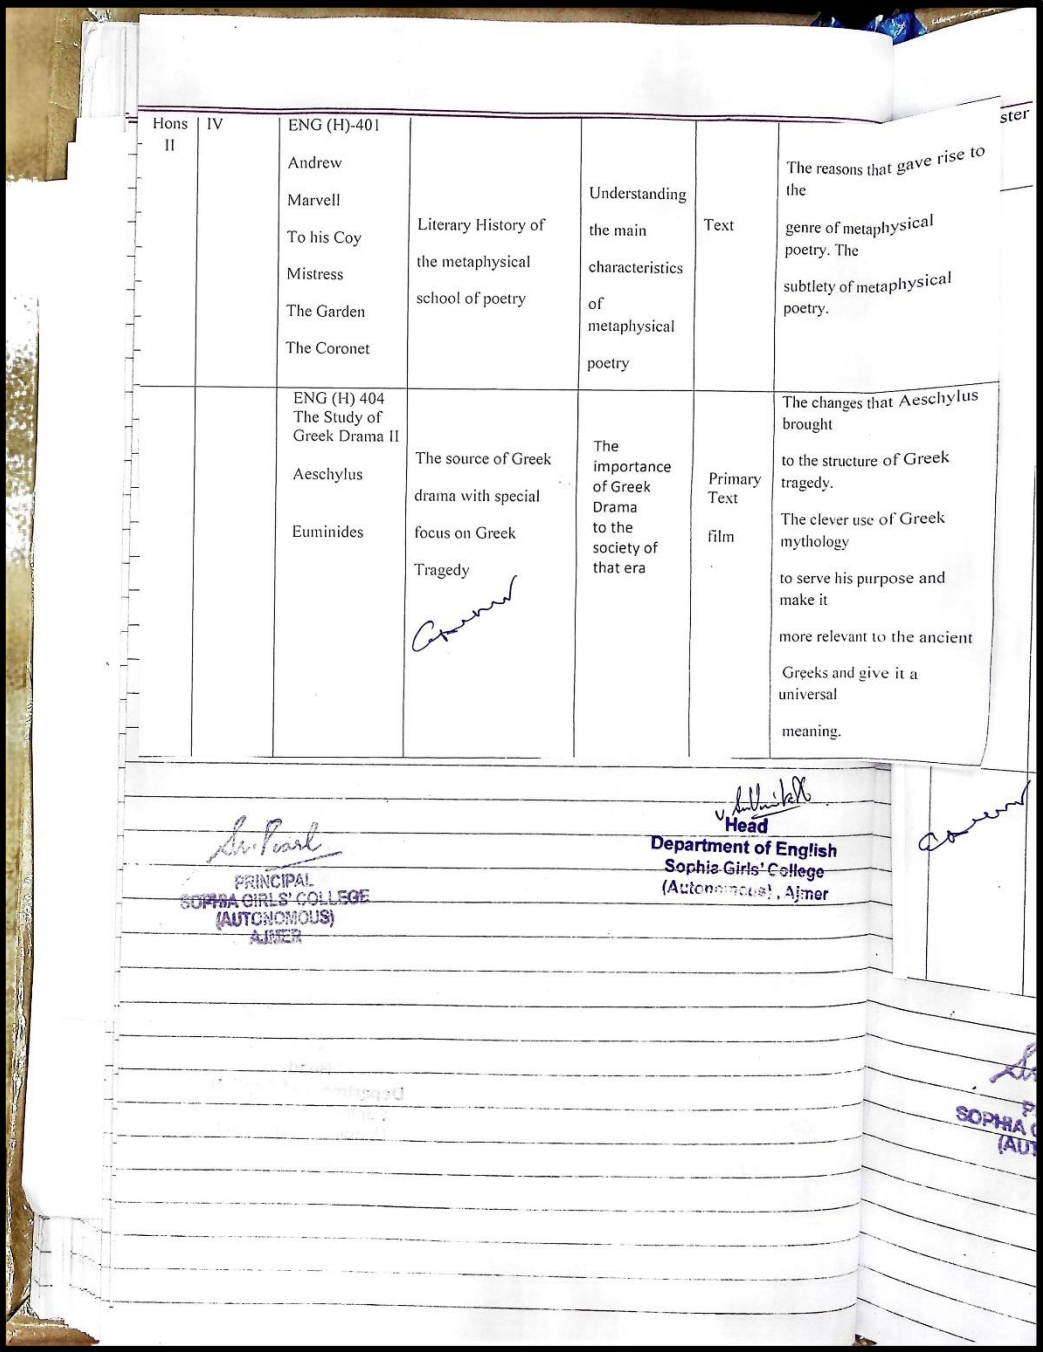 ster
Hons
II
IV
ENG (H)-401
Andrew
Marvell
To his Coy
Mistress
The Garden
The Coronet
Literary History of
the metaphysical
school of poetry
Understanding
the main
characteristics
of
metaphysical
poetry
Text
The reasons that gave rise to
the
genre of metaphysical
poetry. The
subtlety of metaphysical
poetry.
ENG (H) 404
The Study of
Greek Drama II
Aeschylus
Euminides
The source of Greek
drama with special
focus on Greek
Tragedy
The
importance
of Greek
Drama
to the
society of
that era
Primary
Text
film
The changes that Aeschylus
brought
to the structure of Greek
tragedy.
The clever use of Greek
mythology
to serve his purpose and
make it
more relevant to the ancient
Greeks and give it a
universal
meaning.
Sr. Pearl
PRINCIPAL
SOPHIA GIRLS' COLLEGE
(AUTONOMOUS)
AJMER
Head
Department of English
Sophia Girls' College
(Autonomous), Ajmer
SOPHIA